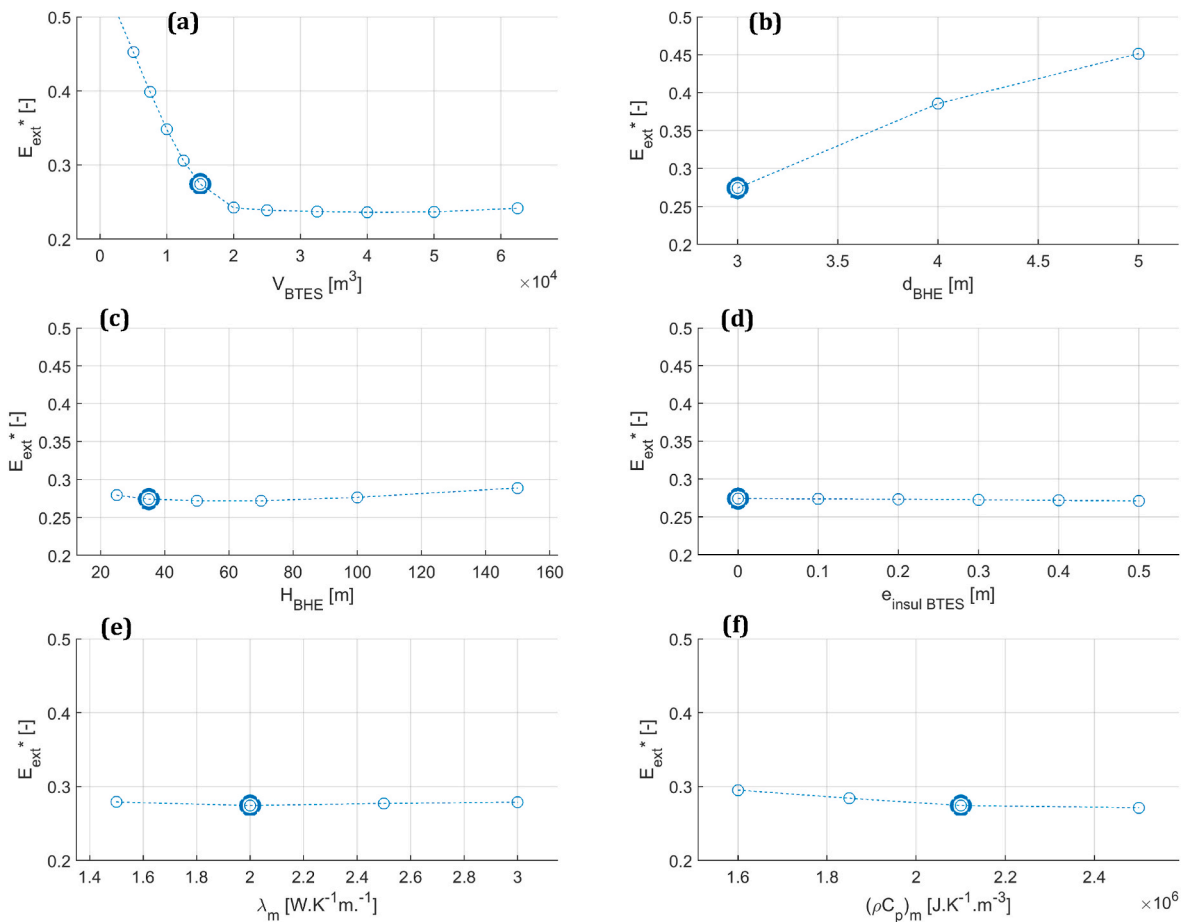 (a)
0.5
0.4
0.3
0.2
E_ext* [-]
0 1 2 3 4 5 6
V_BTES [m³]
×10⁴
(b)
0.5
0.45
0.4
0.35
0.3
0.25
0.2
E_ext* [-]
3 3.5 4 4.5 5
d_BHE [m]
(c)
0.5
0.45
0.4
0.35
0.3
0.25
0.2
E_ext* [-]
20 40 60 80 100 120 140 160
H_BHE [m]
(d)
0.5
0.45
0.4
0.35
0.3
0.25
0.2
E_ext* [-]
0 0.1 0.2 0.3 0.4 0.5
e_insul BTES [m]
(e)
0.5
0.4
0.3
0.2
E_ext* [-]
1.4 1.6 1.8 2 2.2 2.4 2.6 2.8 3
λ_m [W.K⁻¹m.⁻¹]
(f)
0.5
0.4
0.3
0.2
E_ext* [-]
1.6 1.8 2 2.2 2.4
(ρC_p)_m [J.K⁻¹.m⁻³]
×10⁶